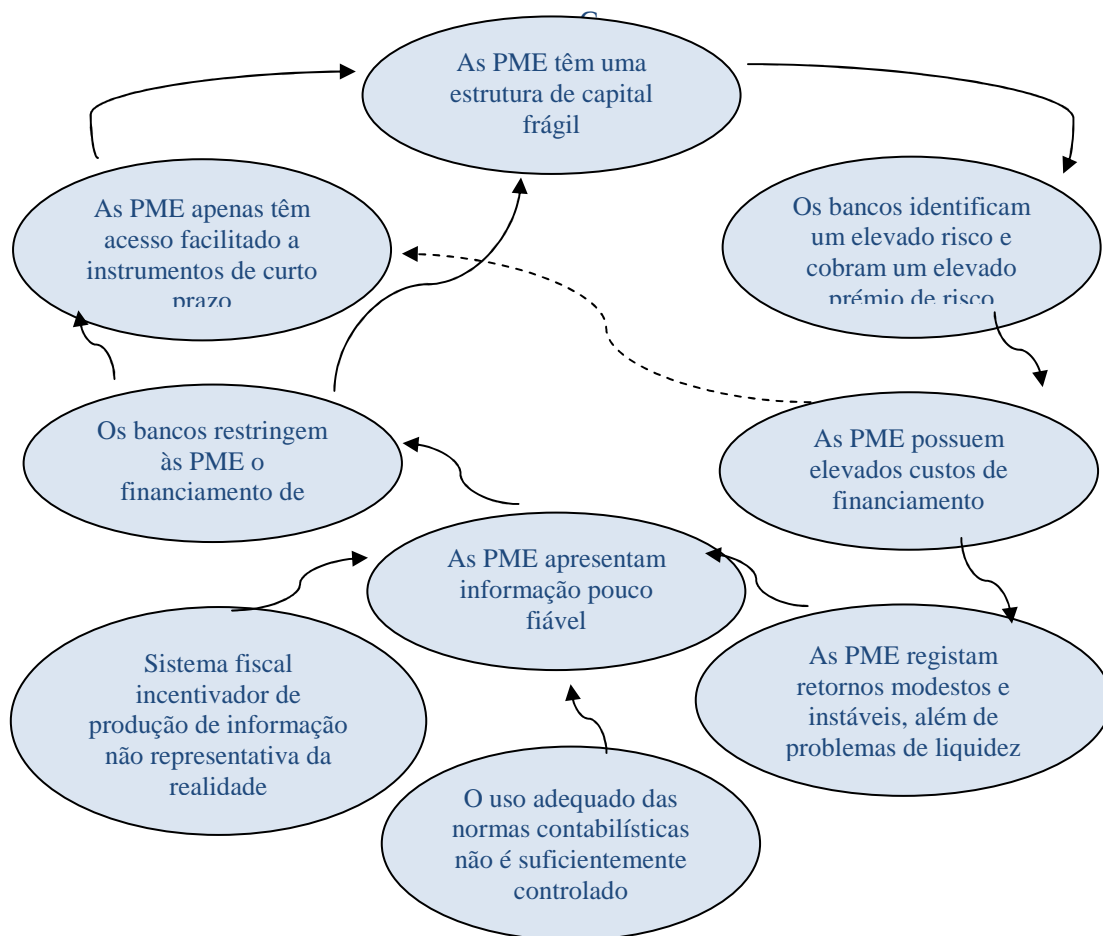 As PME têm uma
estrutura de capital
frágil
As PME apenas têm
acesso facilitado a
instrumentos de curto
prazo
Os bancos identificam
um elevado risco e
cobram um elevado
prémio de risco
Os bancos restringem
às PME o
financiamento de
As PME possuem
elevados custos de
financiamento
As PME apresentam
informação pouco
fiável
Sistema fiscal
incentivador de
produção de informação
não representativa da
realidade
As PME registam
retornos modestos e
instáveis, além de
problemas de liquidez
O uso adequado das
normas contabilísticas
não é suficientemente
controlado